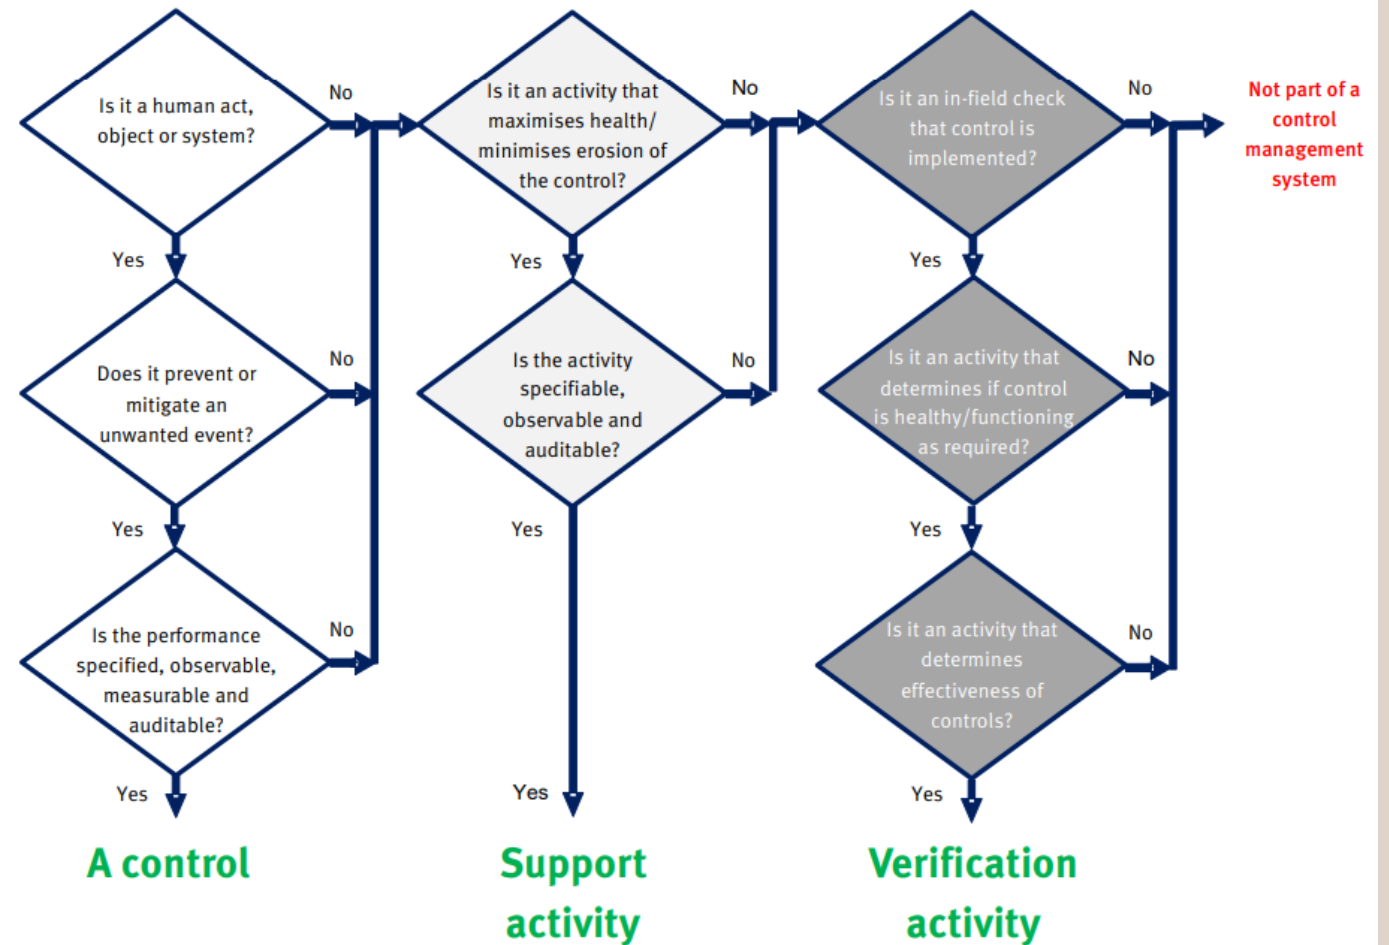 Is it a human act,
object or system?
No
Yes
Does it prevent or
mitigate an
unwanted event?
No
Yes
Is the performance
specified, observable,
measurable and
auditable?
No
Yes
A control
Is it an activity that
maximises health/
minimises erosion of
the control?
No
Yes
Is the activity
specifiable,
observable and
auditable?
No
Yes
Yes
Support
activity
Is it an in-field check
that control is
implemented?
No
Yes
Is it an activity that
determines if control
is healthy/functioning
as required?
No
Yes
Is it an activity that
determines
effectiveness of
controls?
No
Yes
Verification
activity
Not part of a
control
management
system